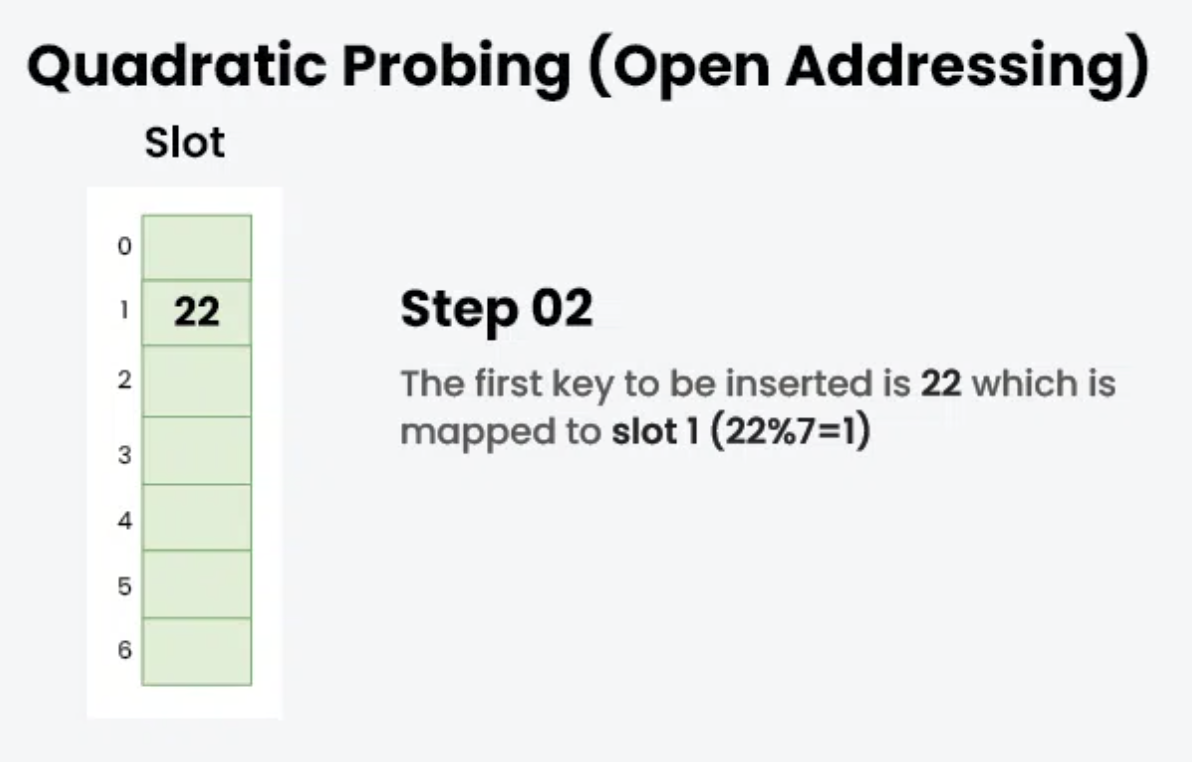 Quadratic Probing (Open Addressing)
Slot
0
1 22
2
3
4
5
6
Step 02
The first key to be inserted is 22 which is
mapped to slot 1 (22%7=1)